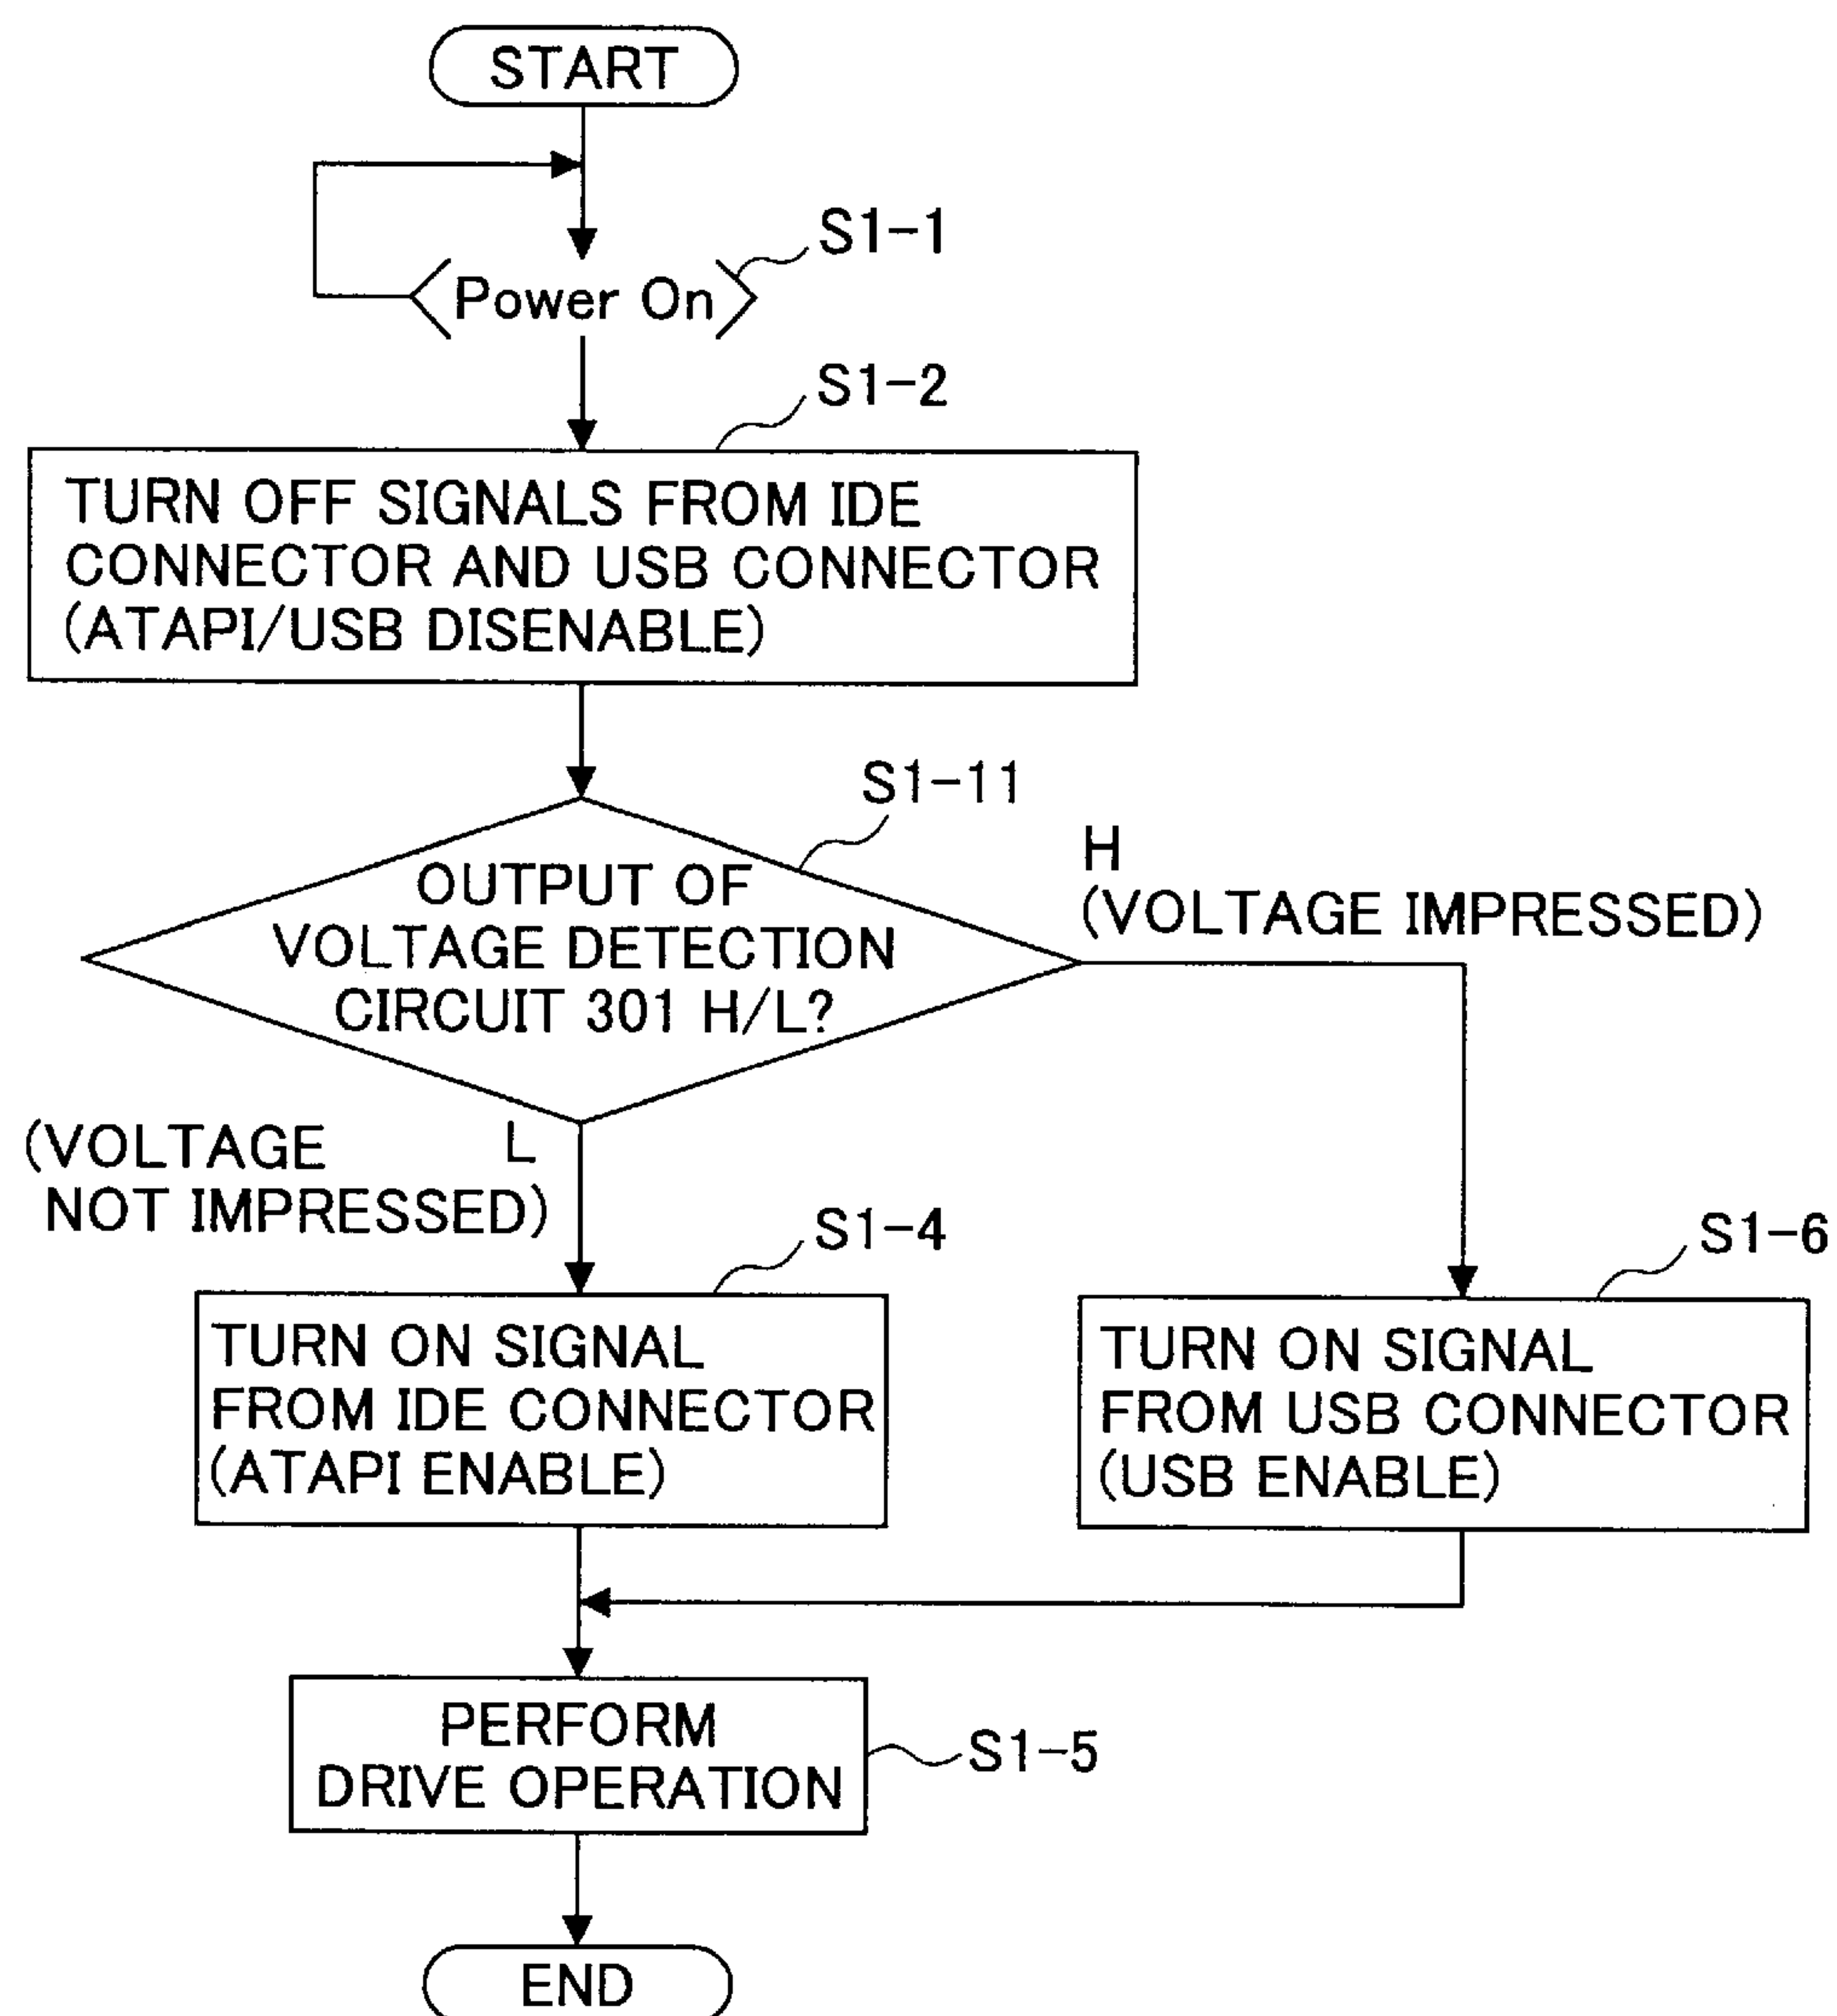 START
S1-1
Power On
S1-2
TURN OFF SIGNALS FROM IDE
CONNECTOR AND USB CONNECTOR
(ATAPI/USB DISENABLE)
S1-11
OUTPUT OF
VOLTAGE DETECTION
CIRCUIT 301 H/L?
H
(VOLTAGE IMPRESSED)
L
(VOLTAGE
NOT IMPRESSED)
S1-4
TURN ON SIGNAL
FROM IDE CONNECTOR
(ATAPI ENABLE)
S1-6
TURN ON SIGNAL
FROM USB CONNECTOR
(USB ENABLE)
PERFORM
DRIVE OPERATION
S1-5
END